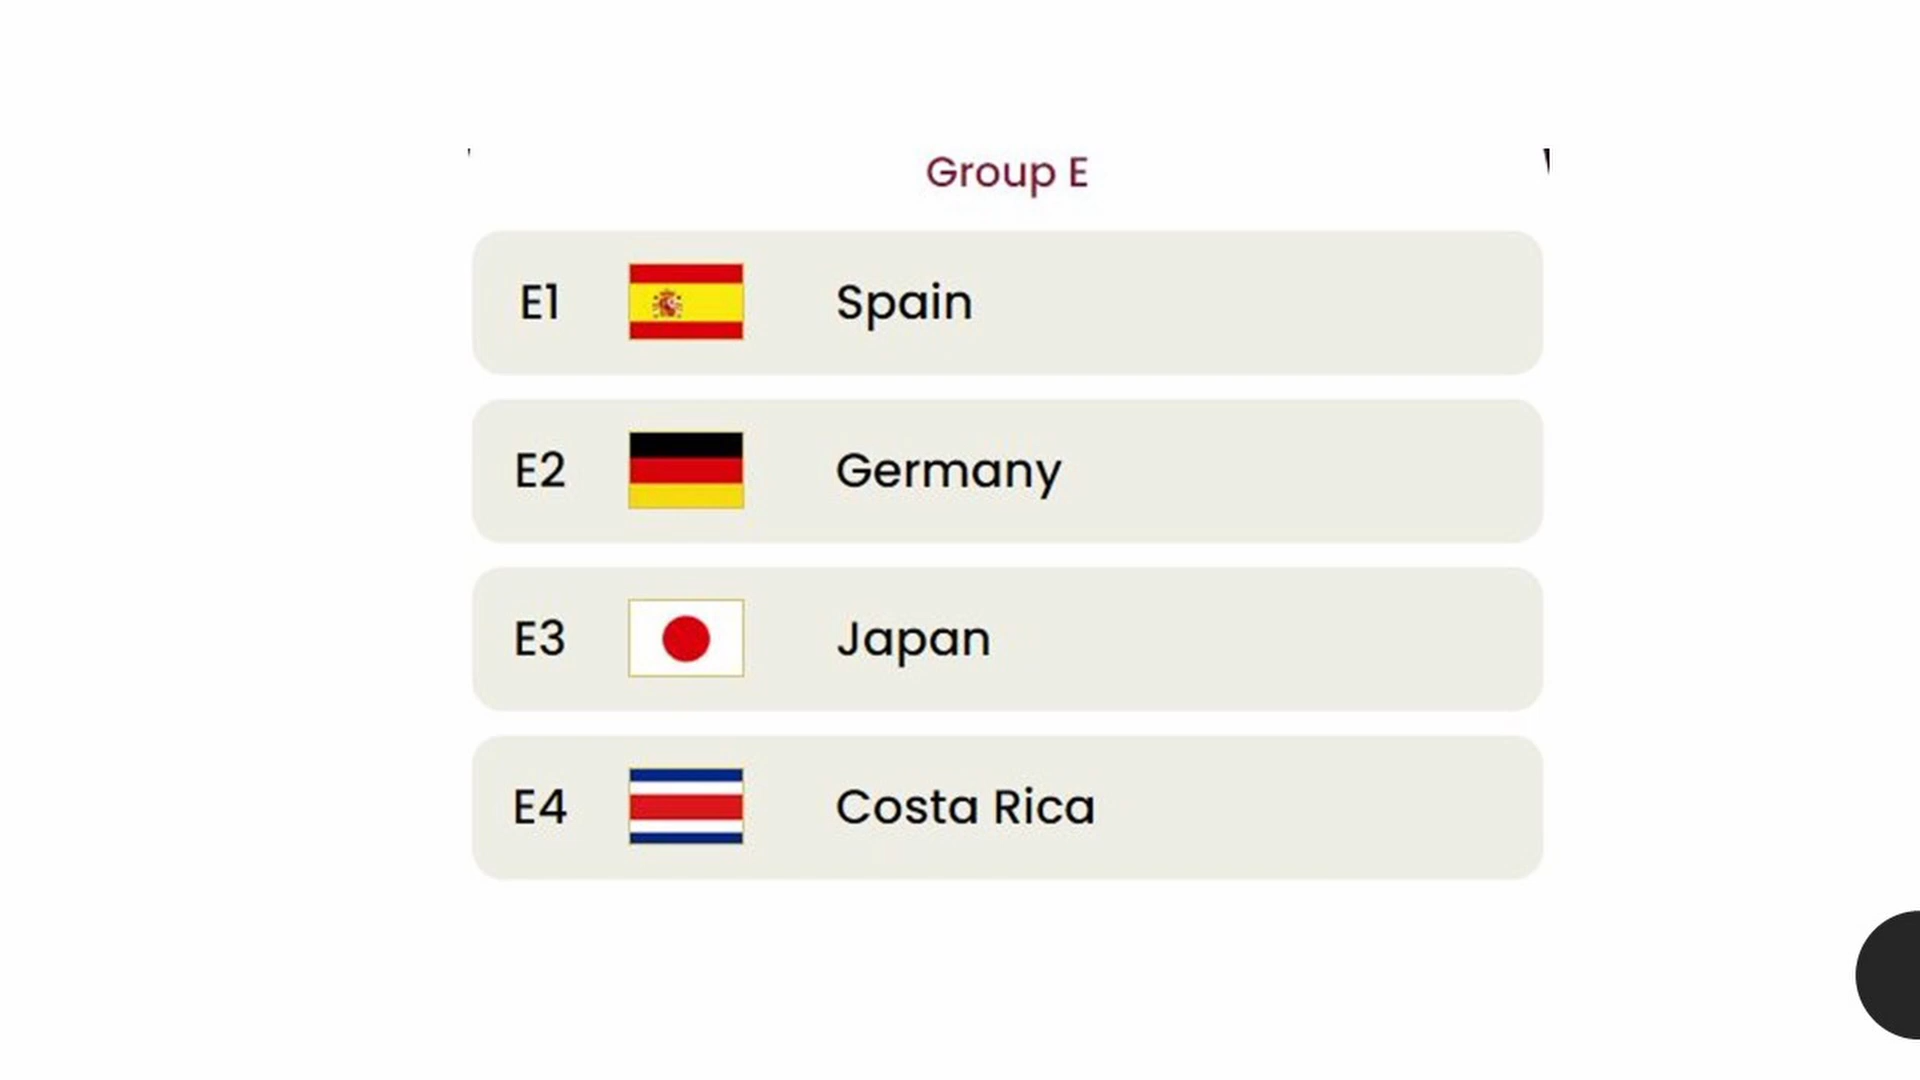 Group E
E1 Spain
E2 Germany
E3 Japan
E4 Costa Rica